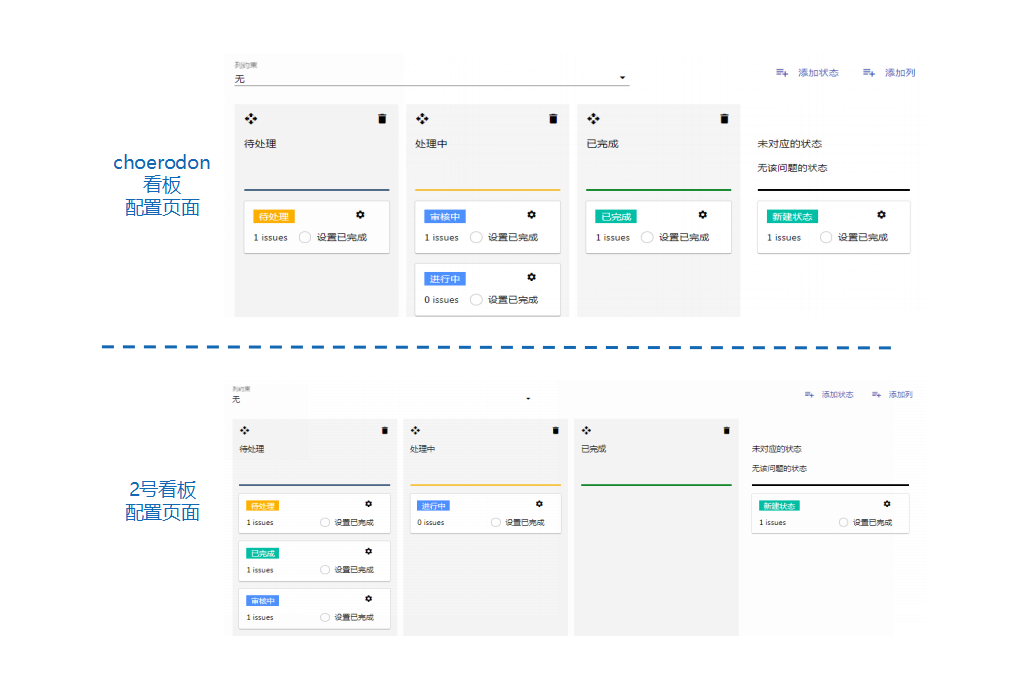 列约束
无
添加状态 添加列
待处理 处理中 已完成 未对应的状态
无该问题的状态
choerodon
看板
配置页面
待处理 审核中 已完成 新建状态
1 issues 设置已完成 1 issues 设置已完成 1 issues 设置已完成 1 issues 设置已完成
进行中
0 issues 设置已完成
列约束
无
添加状态 添加列
待处理 处理中 已完成 未对应的状态
无该问题的状态
2号看板
配置页面
待处理 进行中 新建状态
1 issues 设置已完成 0 issues 设置已完成 1 issues 设置已完成
已完成
1 issues 设置已完成
审核中
1 issues 设置已完成